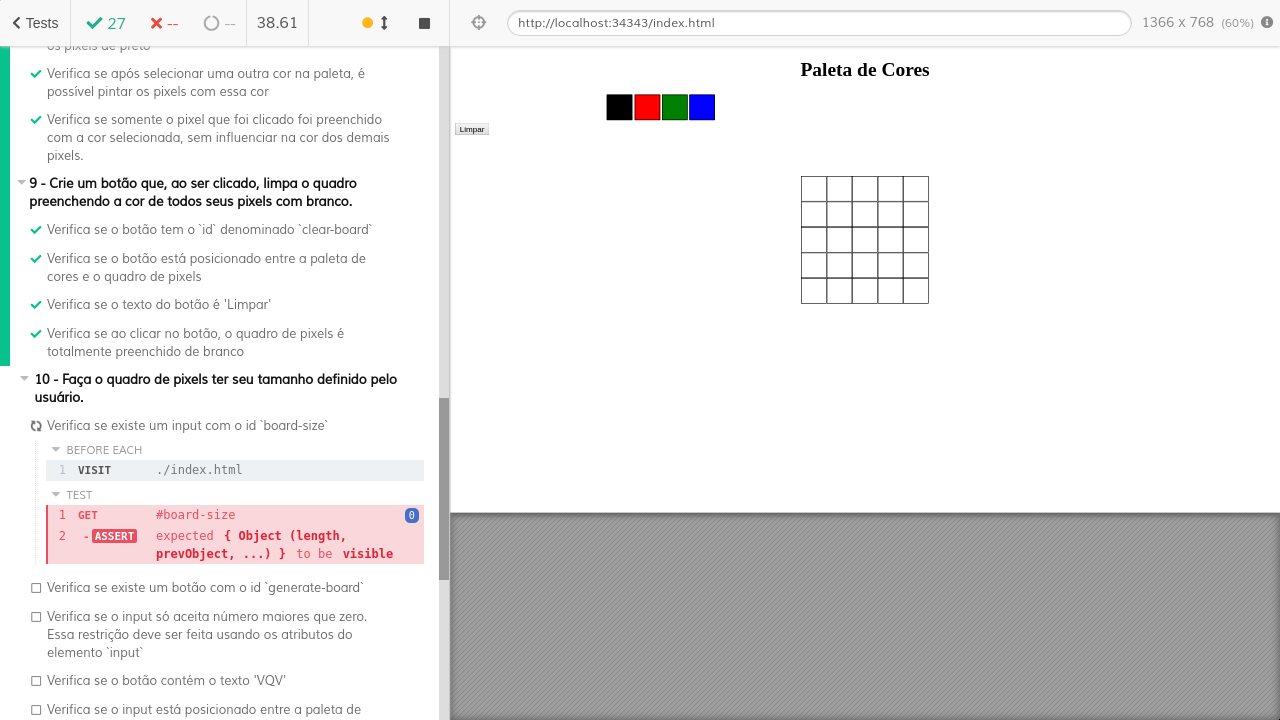 Tests
27
--
--
38.61
http://localhost:34343/index.html
1366 x 768 (60%)
os pixels de preto
Verifica se após selecionar uma outra cor na paleta, é
possível pintar os pixels com essa cor
Verifica se somente o pixel que foi clicado foi preenchido
com a cor selecionada, sem influenciar na cor dos demais
pixels.
9 - Crie um botão que, ao ser clicado, limpa o quadro
preenchendo a cor de todos seus pixels com branco.
Verifica se o botão tem o `id` denominado `clear-board`
Verifica se o botão está posicionado entre a paleta de
cores e o quadro de pixels
Verifica se o texto do botão é 'Limpar'
Verifica se ao clicar no botão, o quadro de pixels é
totalmente preenchido de branco
10 - Faça o quadro de pixels ter seu tamanho definido pelo
usuário.
Verifica se existe um input com o id `board-size`
BEFORE EACH
1 VISIT ./index.html
TEST
1 GET #board-size 0
2 -ASSERT expected { Object (length,
prevObject, ...) } to be visible
Verifica se existe um botão com o id `generate-board`
Verifica se o input só aceita número maiores que zero.
Essa restrição deve ser feita usando os atributos do
elemento `input`
Verifica se o botão contém o texto 'VQV'
Verifica se o input está posicionado entre a paleta de
Paleta de Cores
Limpar